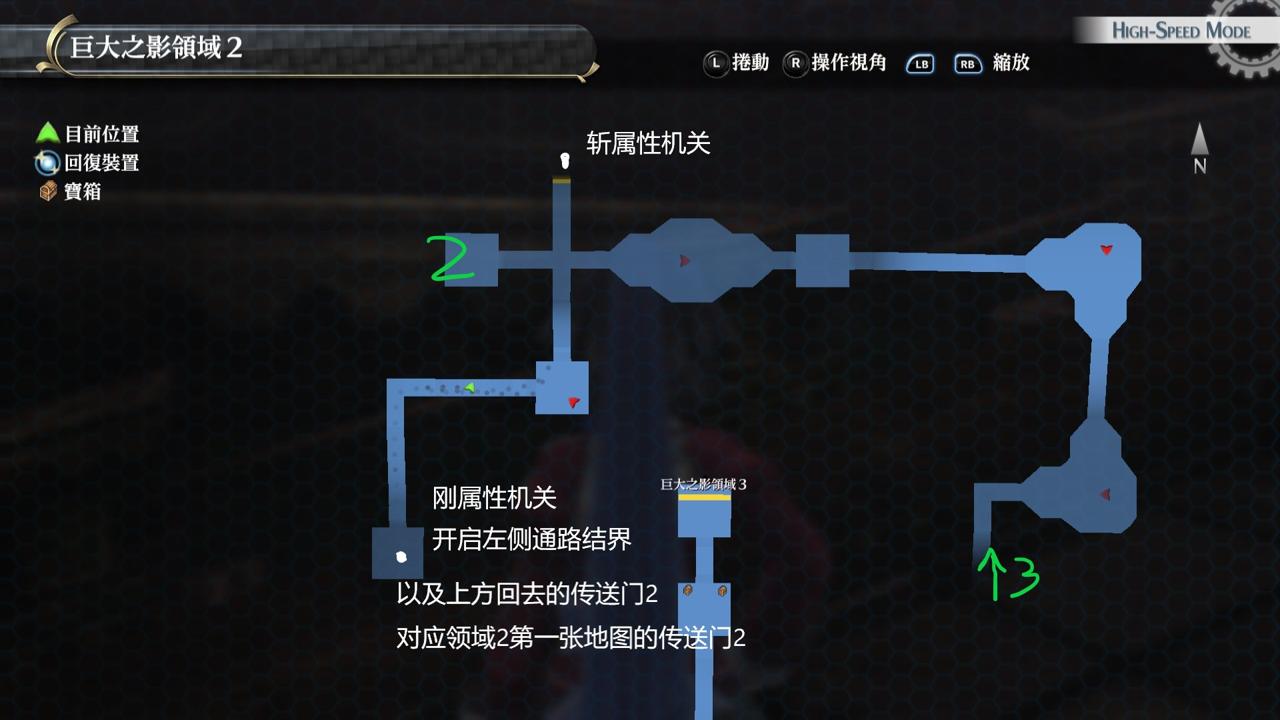 巨大之影領域2
HIGH-SPEED MODE
L 捲動 R 操作視角 LB RB 縮放
目前位置
回復裝置
寶箱
斩属性机关
N
2
刚属性机关
巨大之影領域3
开启左侧通路结界
以及上方回去的传送门2
3
对应领域2第一张地图的传送门2